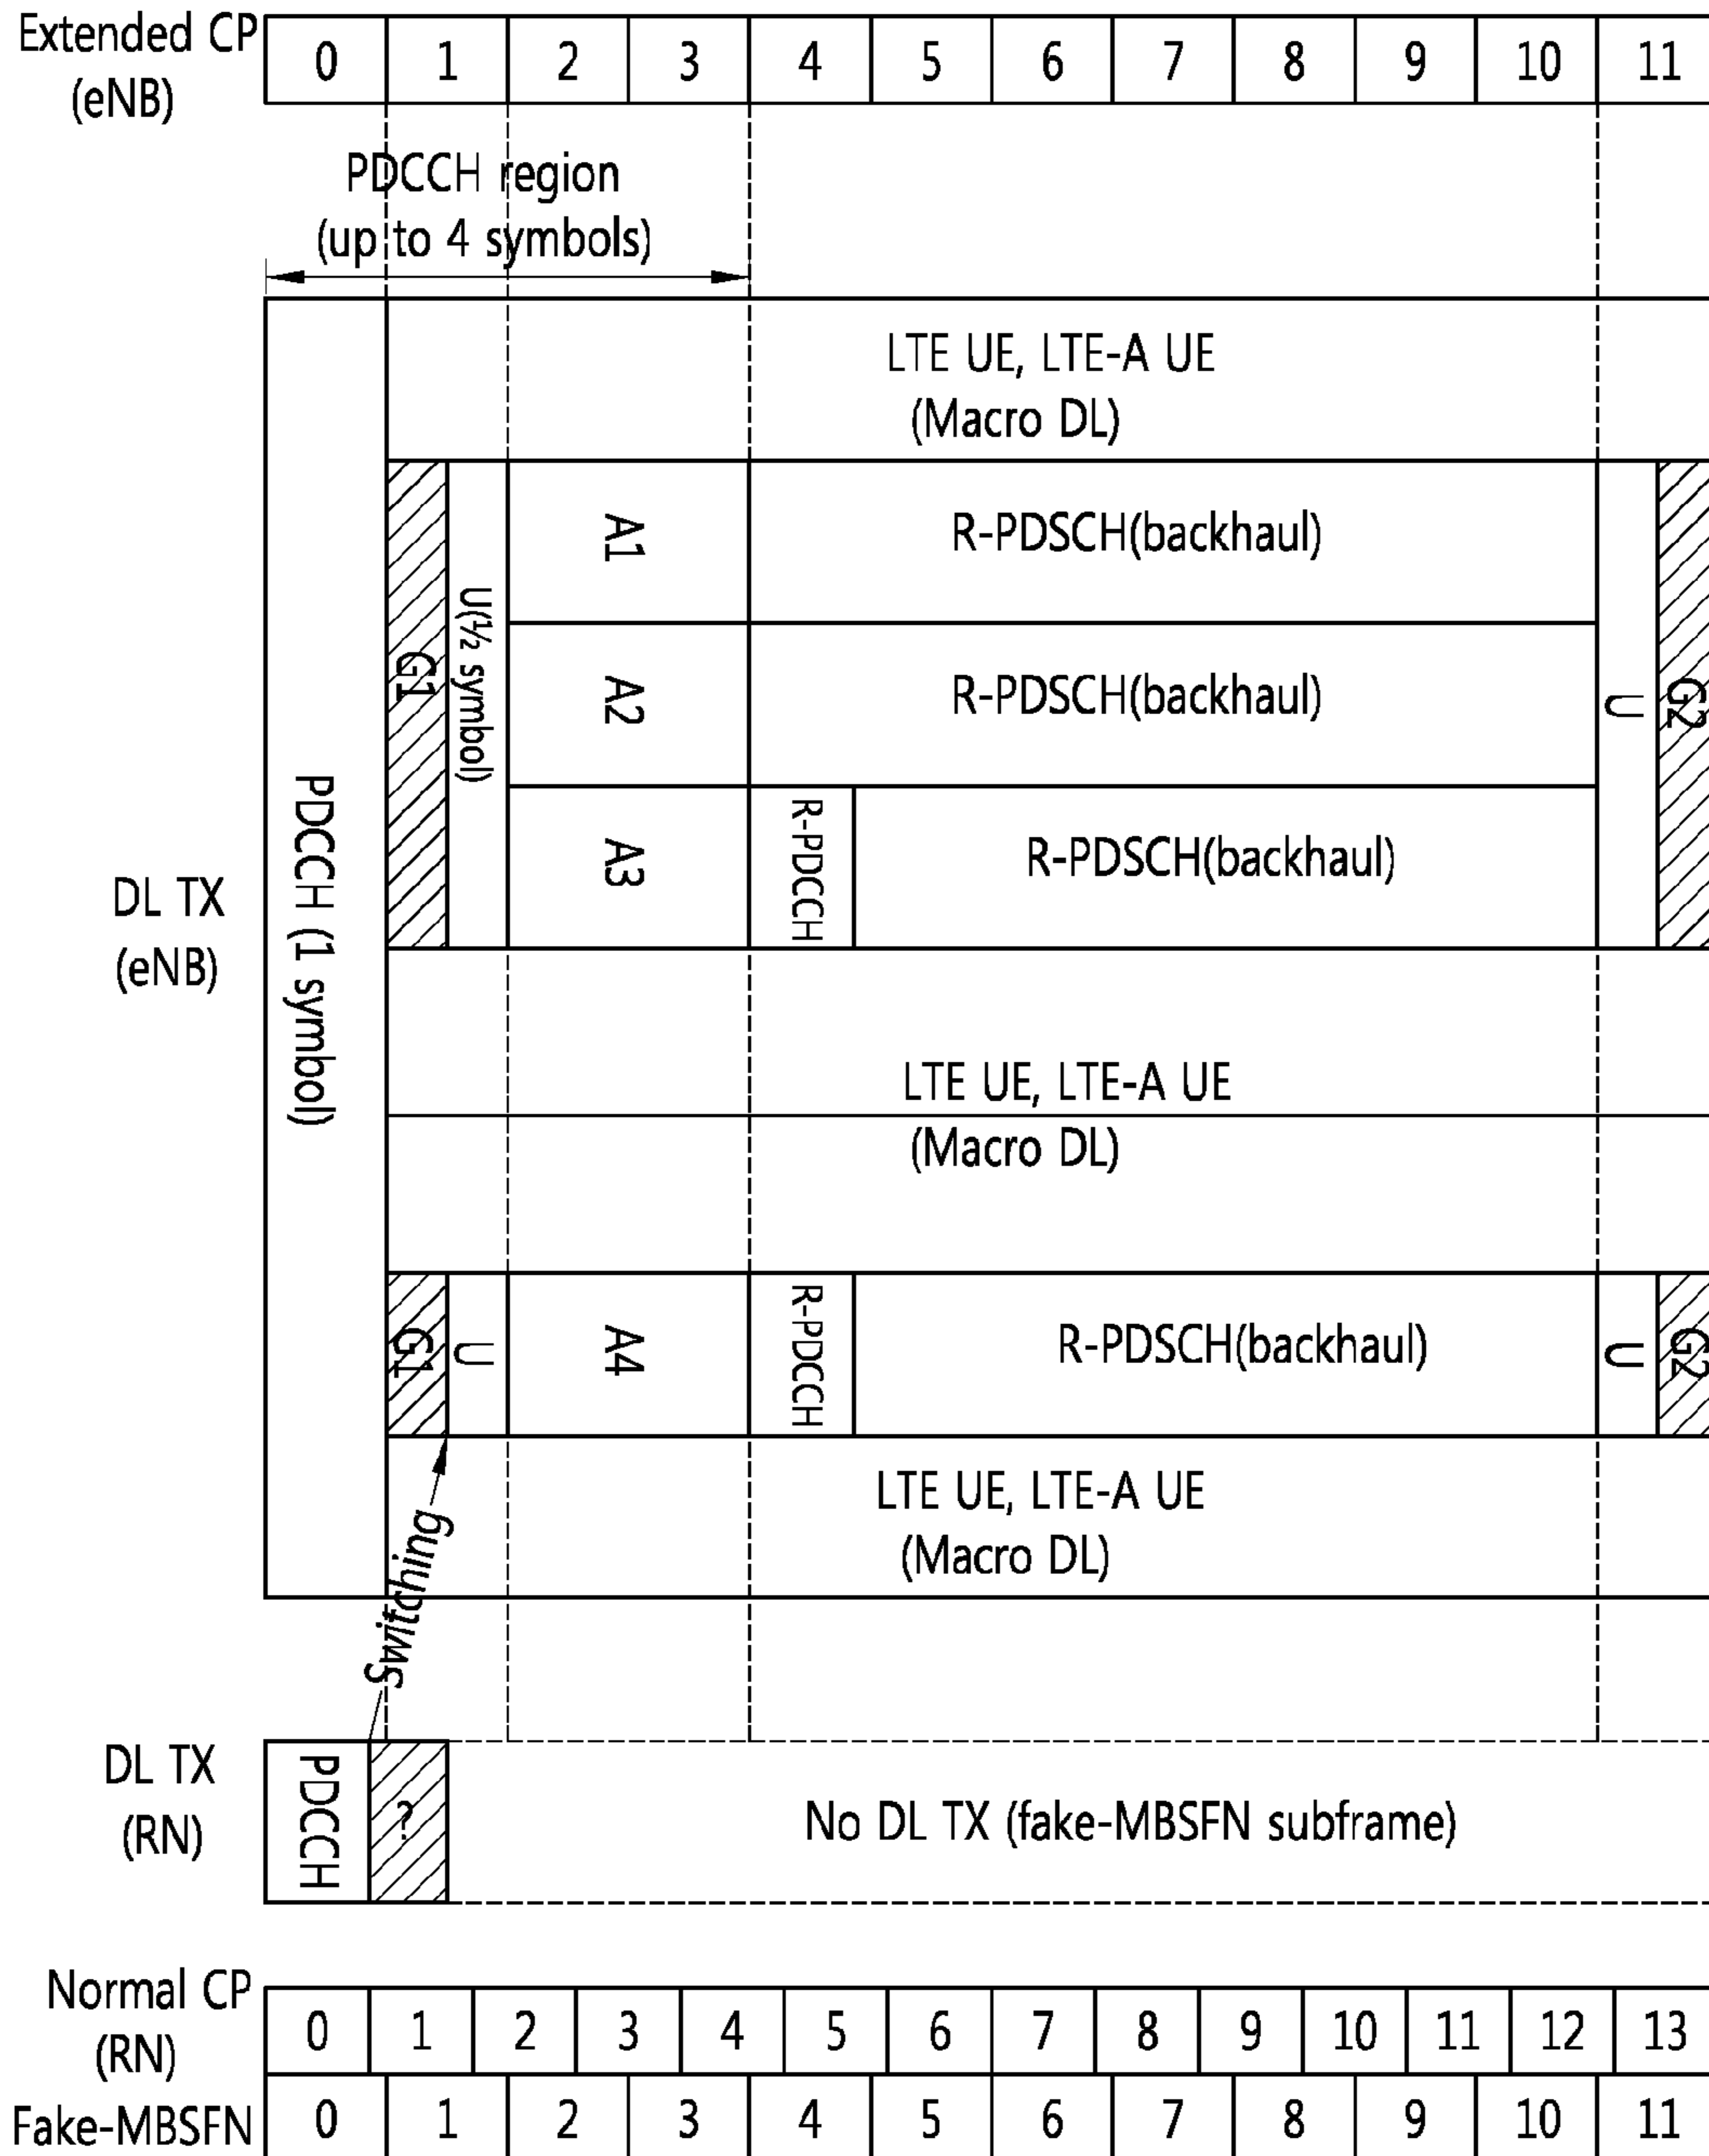 Extended CP
(eNB)
0 1 2 3 4 5 6 7 8 9 10 11
PDCCH region
(up to 4 symbols)
LTE UE, LTE-A UE
(Macro DL)
A1
R-PDSCH(backhaul)
G1
U(½ symbol)
A2
R-PDSCH(backhaul)
U
G2
A3
R-PDCCH
R-PDSCH(backhaul)
DL TX
(eNB)
PDCCH (1 symbol)
LTE UE, LTE-A UE
(Macro DL)
G1
U
A4
R-PDCCH
R-PDSCH(backhaul)
U
G2
LTE UE, LTE-A UE
(Macro DL)
Switching
DL TX
(RN)
PDCCH
?
No DL TX (fake-MBSFN subframe)
Normal CP
(RN)
0 1 2 3 4 5 6 7 8 9 10 11 12 13
Fake-MBSFN
0 1 2 3 4 5 6 7 8 9 10 11